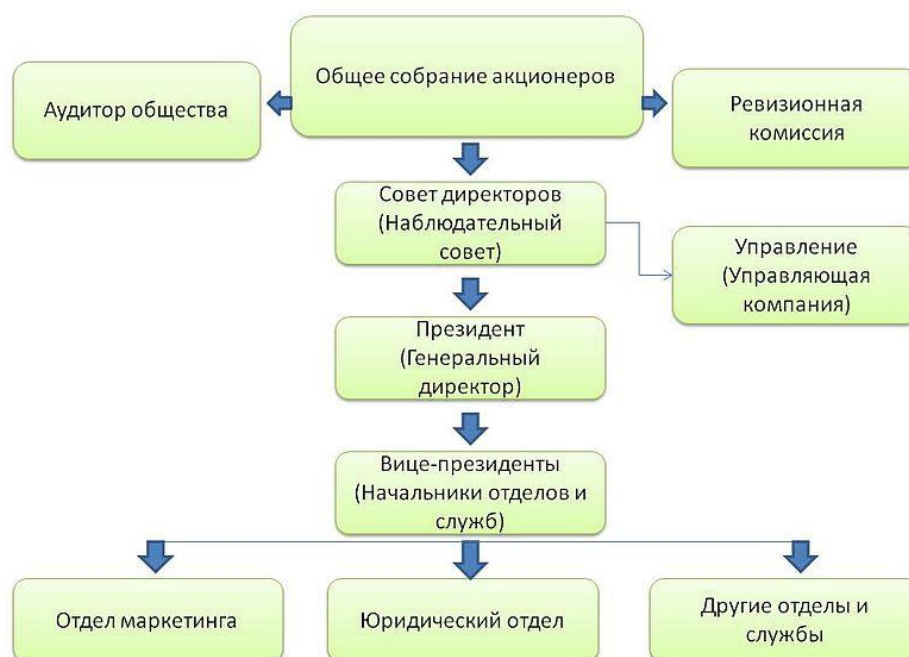 Общее собрание акционеров
Аудитор общества
Ревизионная
комиссия
Совет директоров
(Наблюдательный
совет)
Управление
(Управляющая
компания)
Президент
(Генеральный
директор)
Вице-президенты
(Начальники отделов и
служб)
Отдел маркетинга
Юридический отдел
Другие отделы и
службы